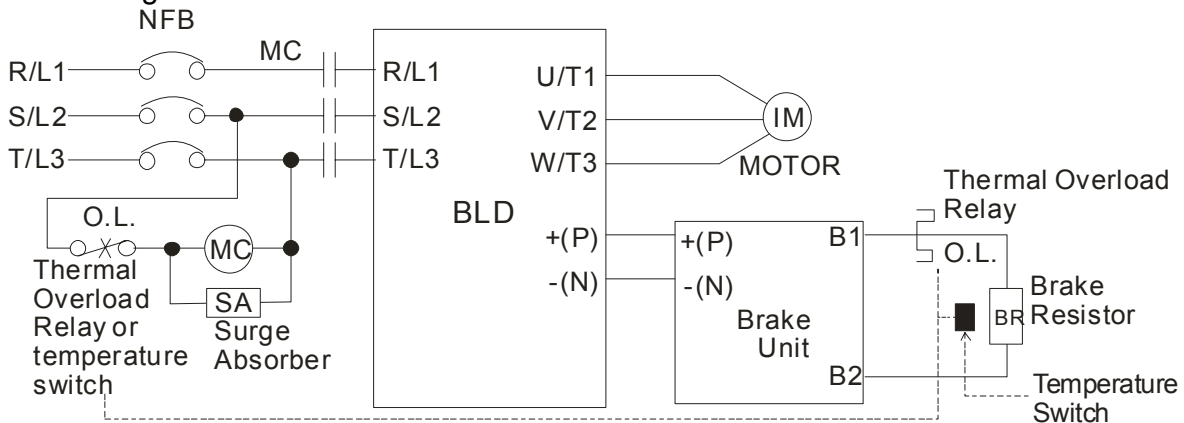 NFB
MC
R/L1
R/L1
U/T1
S/L2
S/L2
V/T2
IM
T/L3
T/L3
W/T3
MOTOR
BLD
O.L.
MC
SA
Thermal
Overload
Relay or
temperature
switch
Surge
Absorber
+(P)
-(N)
+(P)
-(N)
B1
Brake
Unit
B2
Thermal Overload
Relay
O.L.
BR
Brake
Resistor
Temperature
Switch